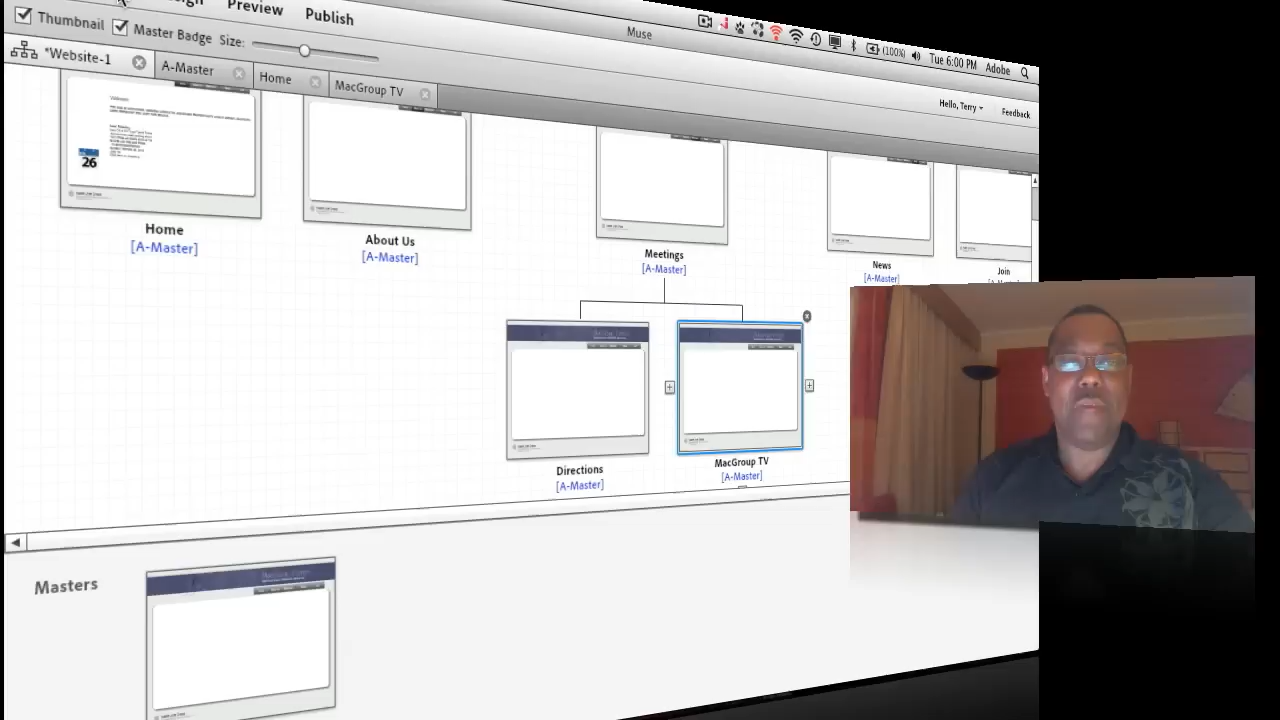 Preview
Publish
Muse
(100%)
Tue 6:00 PM
Adobe
Thumbnail
Master Badge
Size:
*Website-1
A-Master
Home
MacGroup TV
Hello, Terry
Feedback
26
Home
[A-Master]
About Us
[A-Master]
Meetings
[A-Master]
News
[A-Master]
Join
Directions
[A-Master]
MacGroup TV
[A-Master]
Masters